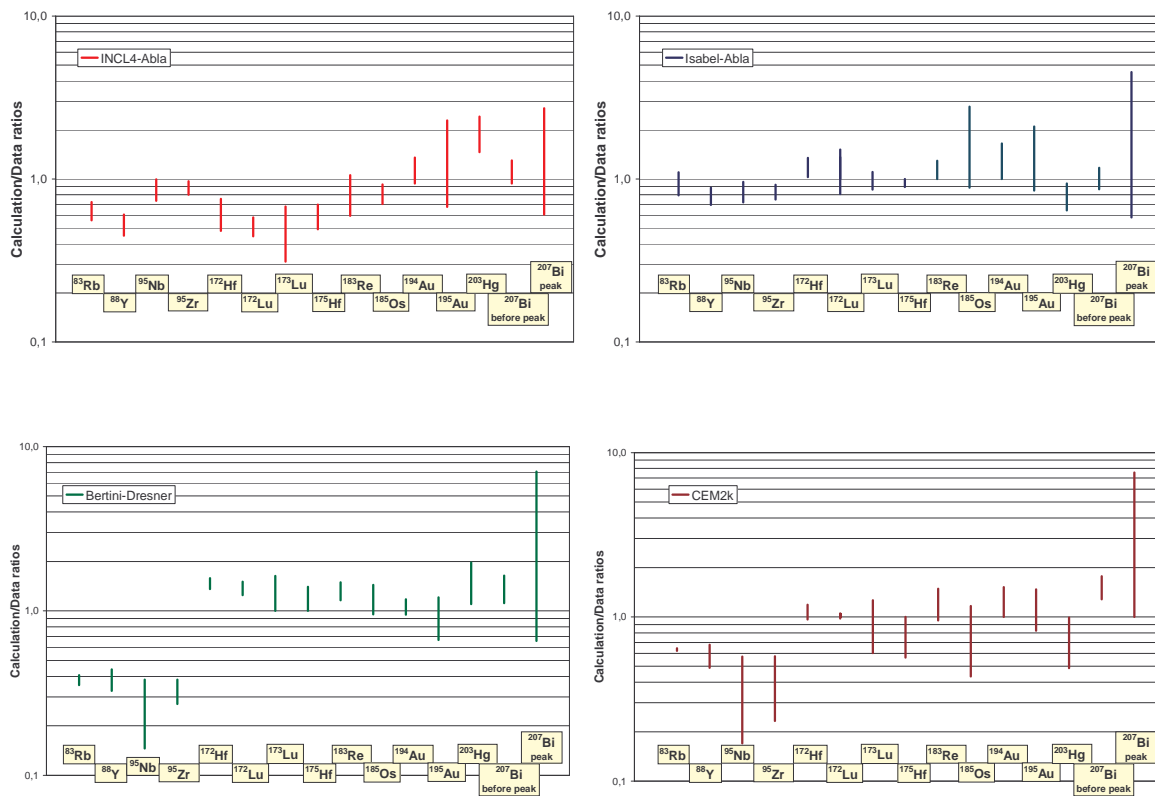 10,0
INCL4-Abla
Calculation/Data ratios
1,0
83Rb
88Y
95Nb
95Zr
172Hf
172Lu
173Lu
175Hf
183Re
185Os
194Au
195Au
203Hg
207Bi
before peak
207Bi
peak
0,1
10,0
Isabel-Abla
Calculation/Data ratios
1,0
83Rb
88Y
95Nb
95Zr
172Hf
172Lu
173Lu
175Hf
183Re
185Os
194Au
195Au
203Hg
207Bi
before peak
207Bi
peak
0,1
10,0
Bertini-Dresner
Calculation/Data ratios
1,0
83Rb
88Y
95Nb
95Zr
172Hf
172Lu
173Lu
175Hf
183Re
185Os
194Au
195Au
203Hg
207Bi
before peak
207Bi
peak
0,1
10,0
CEM2k
Calculation/Data ratios
1,0
83Rb
88Y
95Nb
95Zr
172Hf
172Lu
173Lu
175Hf
183Re
185Os
194Au
195Au
203Hg
207Bi
before peak
207Bi
peak
0,1